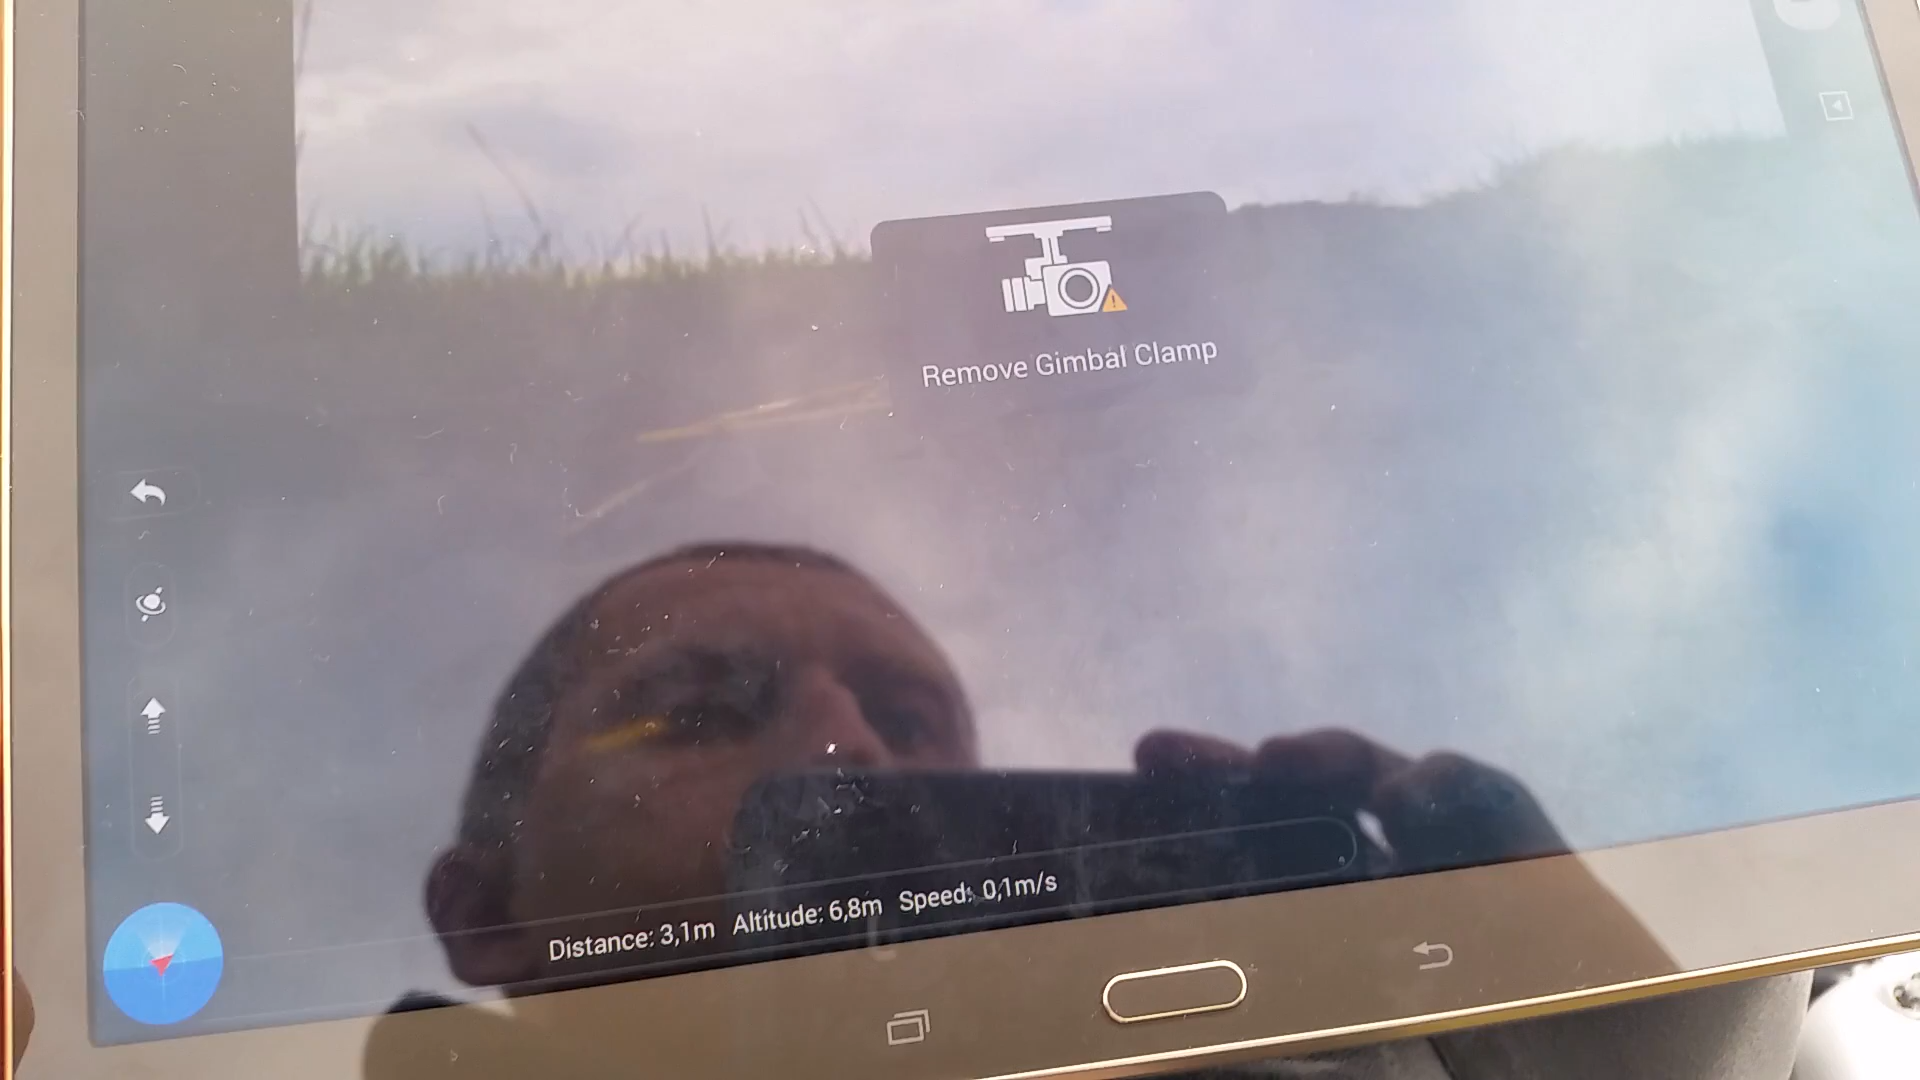 Remove Gimbal Clamp
Distance: 3,1m Altitude: 6,8m Speed: 0,1m/s